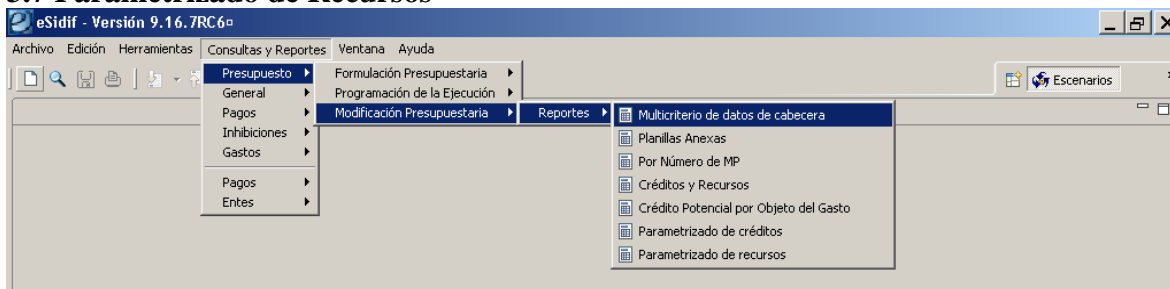 3.7 Parametrizado de Recursos
eSidif - Versión 9.16.7RC6¤
Archivo Edición Herramientas Consultas y Reportes Ventana Ayuda
Escenarios
Presupuesto
General
Pagos
Inhibiciones
Gastos
Pagos
Entes
Formulación Presupuestaria
Programación de la Ejecución
Modificación Presupuestaria
Reportes
Multicriterio de datos de cabecera
Planillas Anexas
Por Número de MP
Créditos y Recursos
Crédito Potencial por Objeto del Gasto
Parametrizado de créditos
Parametrizado de recursos